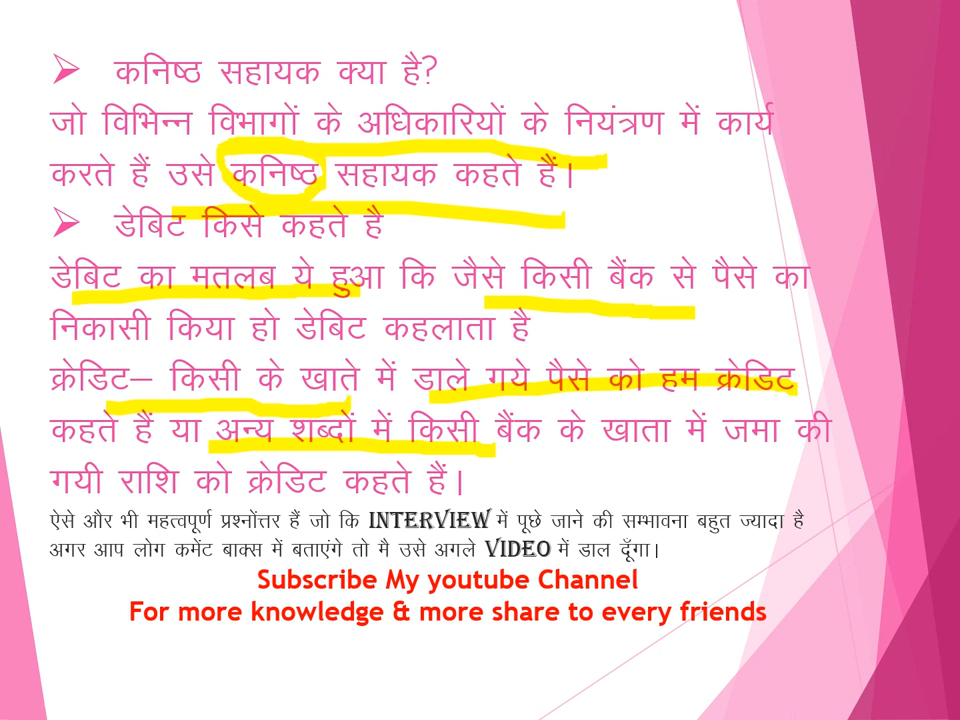 ➢ कनिष्ठ सहायक क्या है?
जो विभिन्न विभागों के अधिकारियों के नियंत्रण में कार्य
करते हैं उसे कनिष्ठ सहायक कहते हैं।
➢ डेबिट किसे कहते है
डेबिट का मतलब ये हुआ कि जैसे किसी बैंक से पैसे का
निकासी किया हो डेबिट कहलाता है
क्रेडिट– किसी के खाते में डाले गये पैसे को हम क्रेडिट
कहते हैं या अन्य शब्दों में किसी बैंक के खाता में जमा की
गयी राशि को क्रेडिट कहते हैं।
ऐसे और भी महत्वपूर्ण प्रश्नोंत्तर हैं जो कि INTERVIEW में पूछे जाने की सम्भावना बहुत ज्यादा है
अगर आप लोग कमेंट बाक्स में बताएंगे तो मै उसे अगले VIDEO में डाल दूँगा।
Subscribe My youtube Channel
For more knowledge & more share to every friends